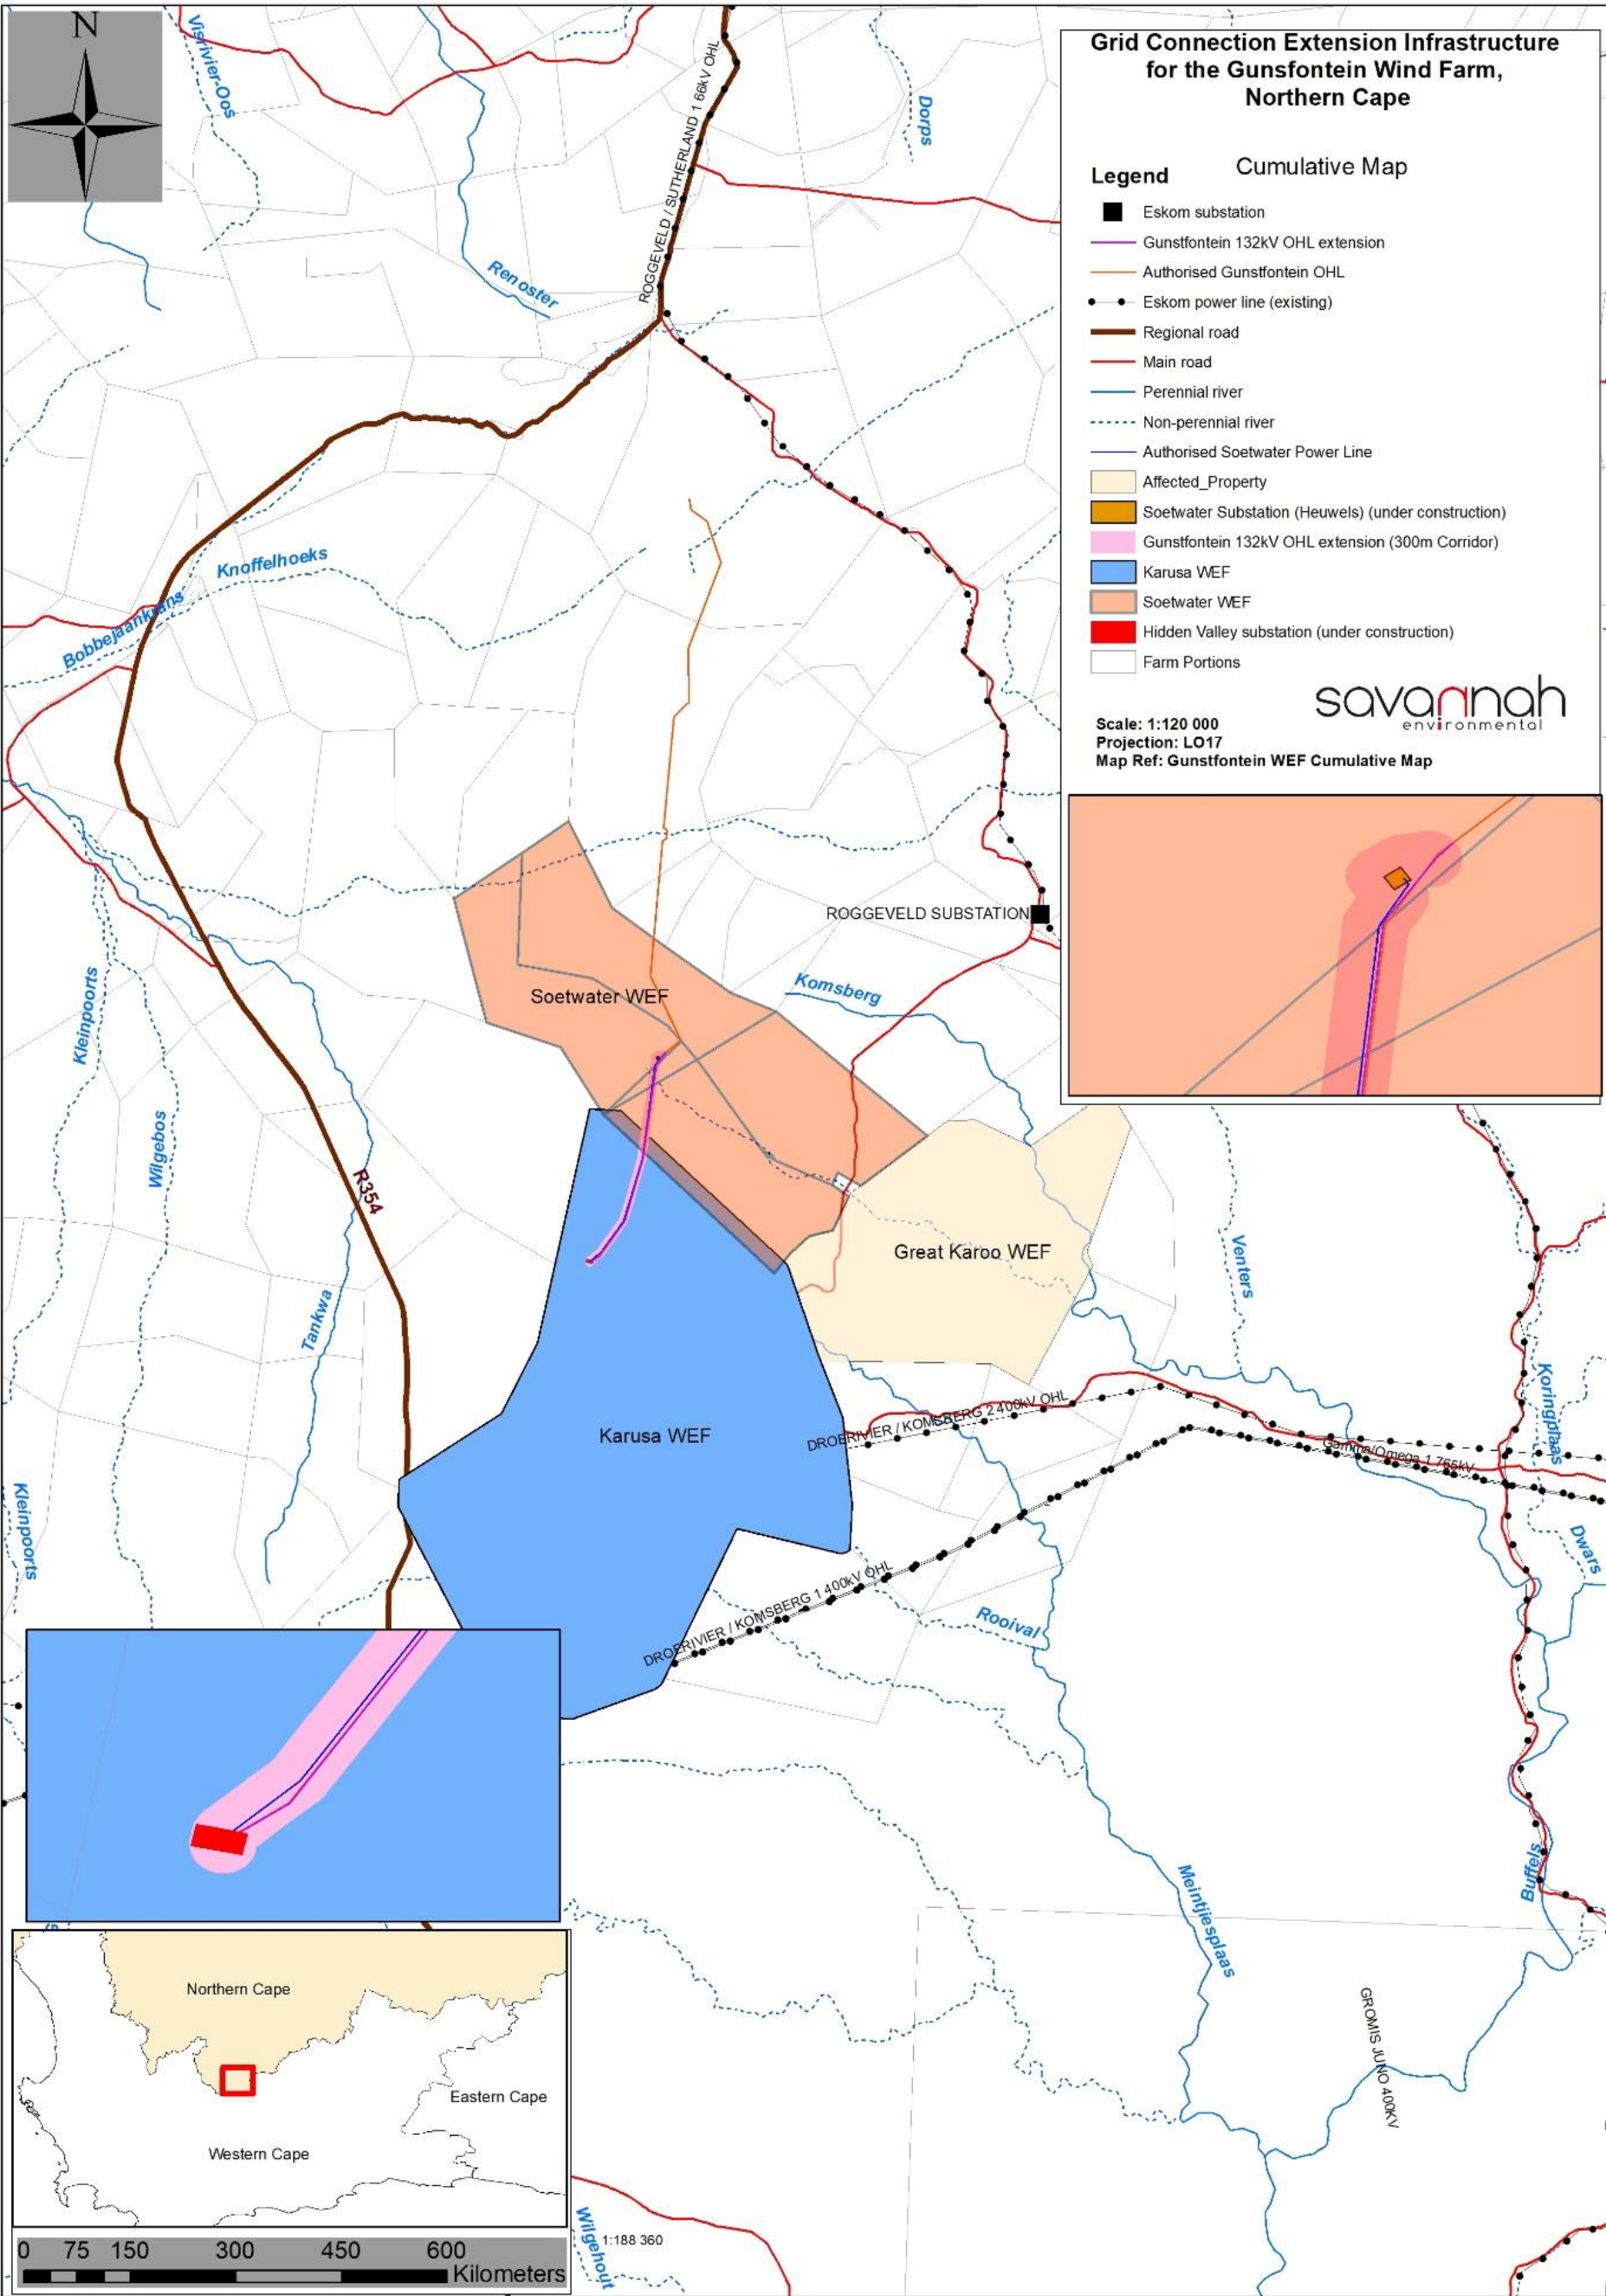 N
Visrivier-Oos
Dorps
Renoster
ROGGEVELD / SUTHERLAND 1 66kV OHL
Grid Connection Extension Infrastructure
for the Gunsfontein Wind Farm,
Northern Cape
Cumulative Map
Legend
Eskom substation
Gunstfontein 132kV OHL extension
Authorised Gunstfontein OHL
Eskom power line (existing)
Regional road
Main road
Perennial river
Non-perennial river
Authorised Soetwater Power Line
Affected_Property
Soetwater Substation (Heuwels) (under construction)
Gunstfontein 132kV OHL extension (300m Corridor)
Karusa WEF
Soetwater WEF
Hidden Valley substation (under construction)
Farm Portions
savannah
environmental
Scale: 1:120 000
Projection: LO17
Map Ref: Gunstfontein WEF Cumulative Map
Knoffelhoeks
Bobbejaankrans
ROGGEVELD SUBSTATION
Soetwater WEF
Komsberg
Kleinpoorts
Wilgebos
R354
Tankwa
Great Karoo WEF
Venters
Karusa WEF
DROERIVIER / KOMSBERG 2 400kV OHL
Gamma/Omega 1 765kV
Koringplaas
Dwars
Kleinpoorts
DROERIVIER / KOMSBERG 1 400kV OHL
Rooival
Meintjiesplaas
Buffels
GROMIS JUNO 400KV
Northern Cape
Eastern Cape
Western Cape
Wilgehout
1:188 360
0 75 150 300 450 600
Kilometers